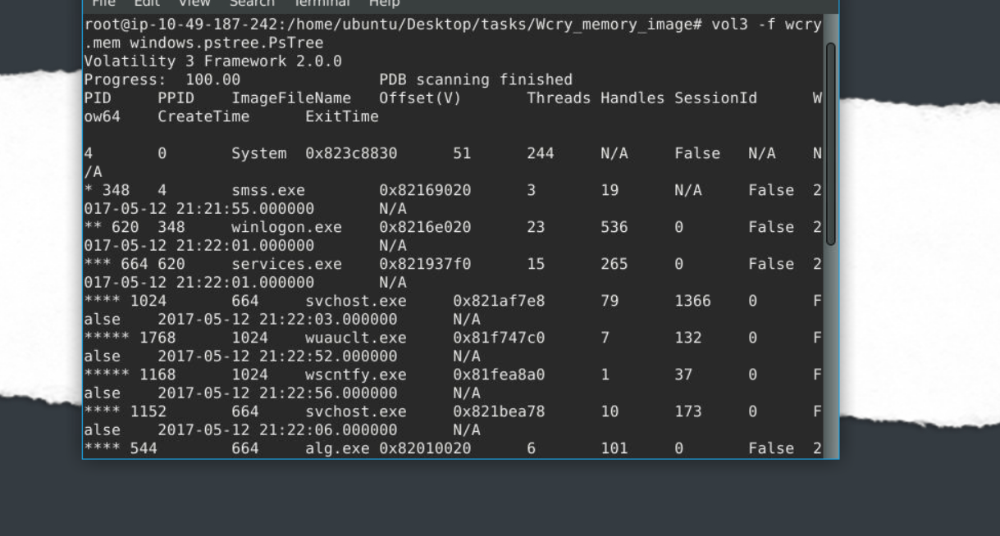 File Edit View Search Terminal Help
root@ip-10-49-187-242:/home/ubuntu/Desktop/tasks/Wcry_memory_image# vol3 -f wcry
.mem windows.pstree.PsTree
Volatility 3 Framework 2.0.0
Progress:  100.00               PDB scanning finished
PID     PPID    ImageFileName   Offset(V)       Threads Handles SessionId      W
ow64    CreateTime      ExitTime
4       0       System  0x823c8830      51      244     N/A     False   N/A    N
/A
* 348   4       smss.exe        0x82169020      3       19      N/A     False  2
017-05-12 21:21:55.000000       N/A
** 620  348     winlogon.exe    0x8216e020      23      536     0       False  2
017-05-12 21:22:01.000000       N/A
*** 664 620     services.exe    0x821937f0      15      265     0       False  2
017-05-12 21:22:01.000000       N/A
**** 1024       664     svchost.exe     0x821af7e8      79      1366    0      F
alse    2017-05-12 21:22:03.000000      N/A
***** 1768      1024    wuauclt.exe     0x81f747c0      7       132     0      F
alse    2017-05-12 21:22:52.000000      N/A
***** 1168      1024    wscntfy.exe     0x81fea8a0      1       37      0      F
alse    2017-05-12 21:22:56.000000      N/A
**** 1152       664     svchost.exe     0x821bea78      10      173     0      F
alse    2017-05-12 21:22:06.000000      N/A
**** 544        664     alg.exe 0x82010020      6       101     0       False  2